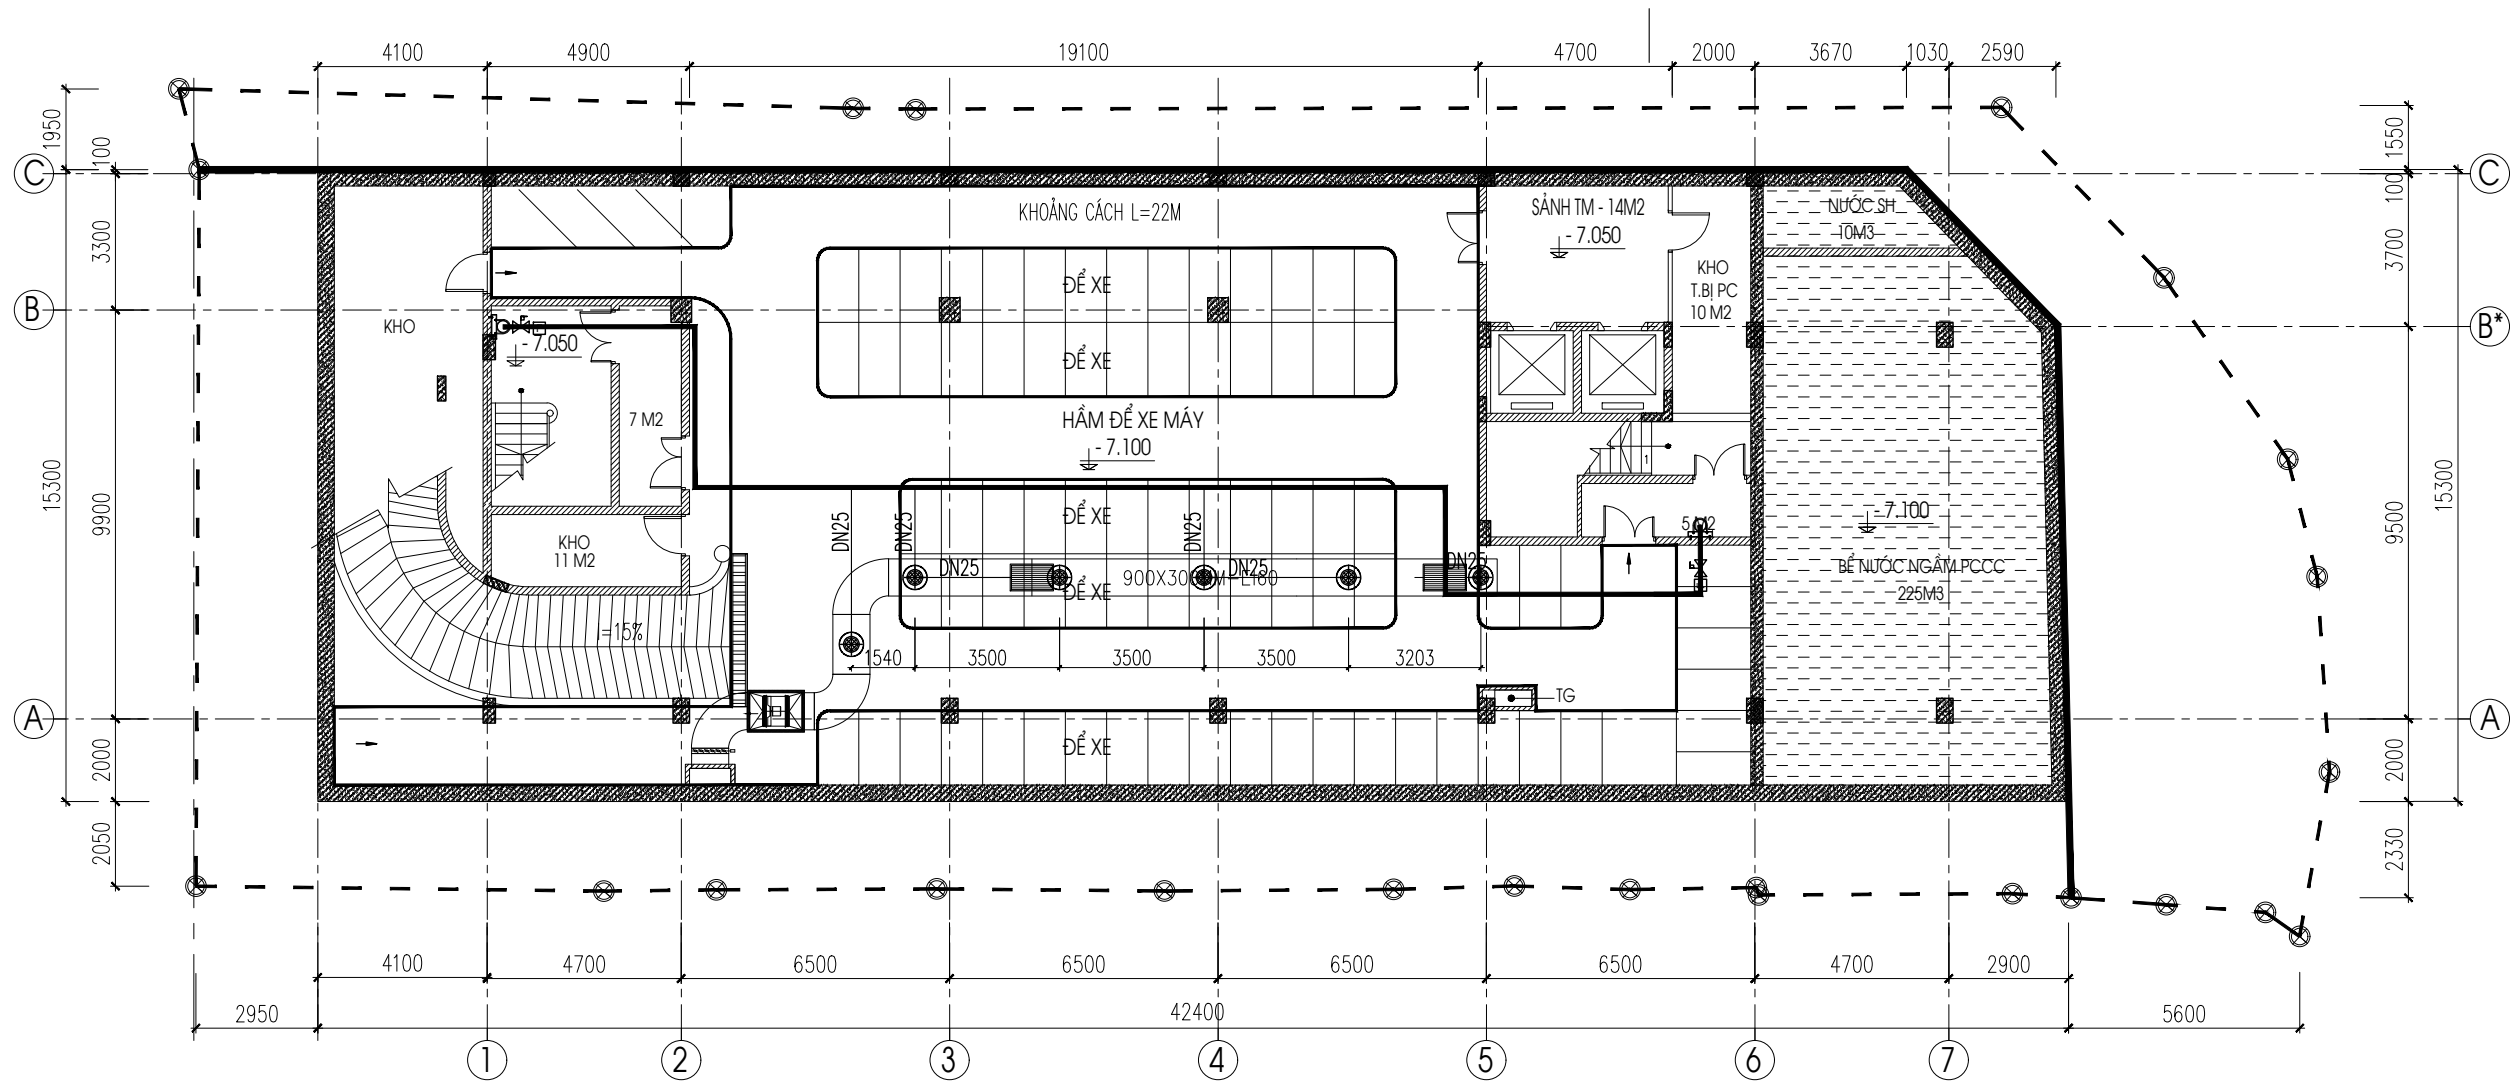 4100
4900
19100
4700
2000
3670
1030
2590
1950
100
3300
15300
9900
2000
2050
1550
100
3700
15300
9500
2000
2330
C
B
A
C
B*
A
KHOẢNG CÁCH L=22M
SẢNH TM - 14M2
- 7.050
NƯỚC SH
10M3
KHO
T.BỊ PC
10 M2
ĐỂ XE
ĐỂ XE
KHO
- 7.050
7 M2
HẦM ĐỂ XE MÁY
- 7.100
KHO
11 M2
ĐỂ XE
DN25
DN25
DN25
DN25
DN25
DN25
ĐỂ XE
1
5 M2
- 7.100
BỂ NƯỚC NGẦM PCCC
225M3
i=15%
1540
3500
3500
3500
3203
TG
ĐỂ XE
4100
4700
6500
6500
6500
6500
4700
2900
2950
42400
5600
1
2
3
4
5
6
7